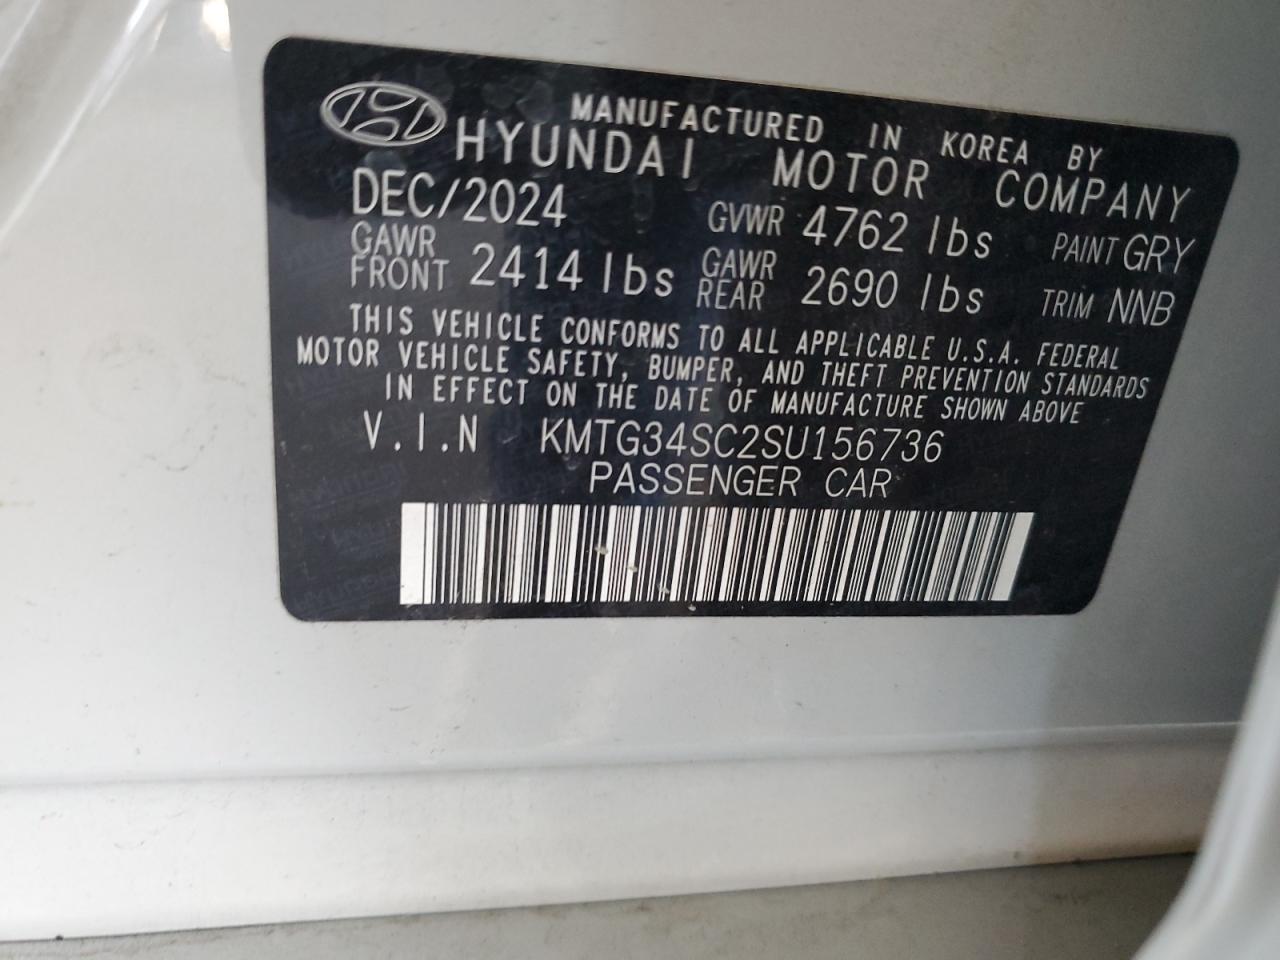 MANUFACTURED IN KOREA BY
HYUNDAI MOTOR COMPANY
DEC/2024 GVWR 4762 lbs PAINT GRY
GAWR FRONT 2414 lbs GAWR REAR 2690 lbs TRIM NNB
THIS VEHICLE CONFORMS TO ALL APPLICABLE U.S.A. FEDERAL
MOTOR VEHICLE SAFETY, BUMPER, AND THEFT PREVENTION STANDARDS
IN EFFECT ON THE DATE OF MANUFACTURE SHOWN ABOVE
V.I.N KMTG34SC2SU156736
PASSENGER CAR